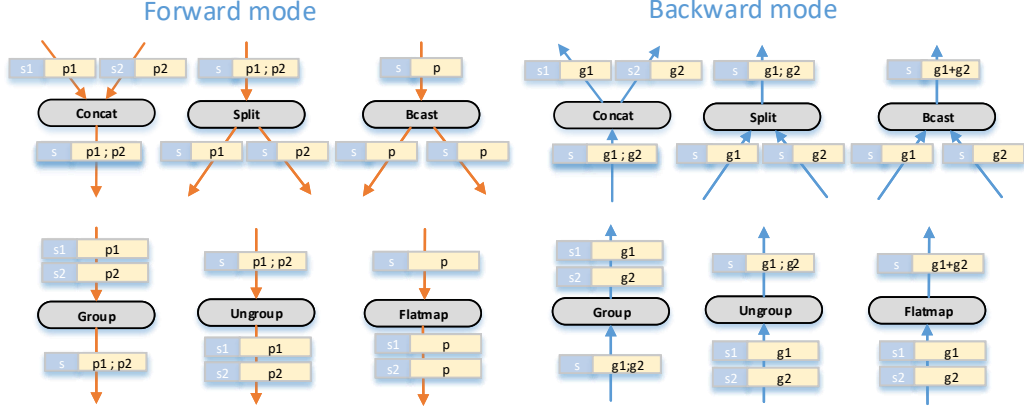 Forward mode
Backward mode
s1 p1 s2 p2
s p1 ; p2
s p
s1 g1 s2 g2
s g1; g2
s g1+g2
Concat
Split
Bcast
Concat
Split
Bcast
s p1 ; p2
s p1 s p2
s p s p
s g1 ; g2
s g1 s g2
s g1 s g2
s1 p1
s2 p2
s p1 ; p2
s p
s1 g1
s2 g2
s g1 ; g2
s g1+g2
Group
Ungroup
Flatmap
Group
Ungroup
Flatmap
s p1 ; p2
s1 p1
s2 p2
s1 p
s2 p
s g1;g2
s1 g1
s2 g2
s1 g1
s2 g2